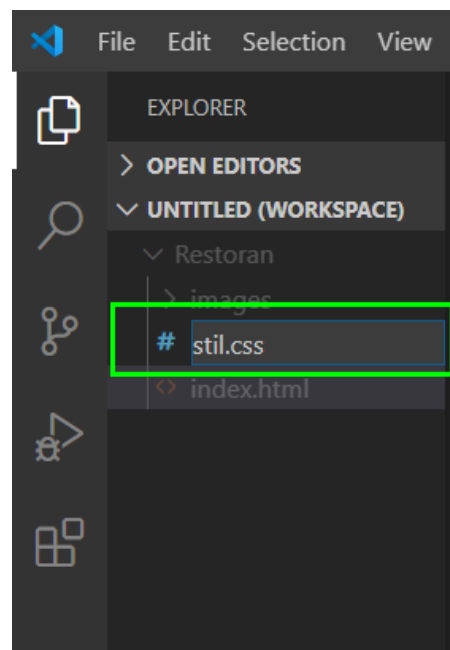 File Edit Selection View
EXPLORER
OPEN EDITORS
UNTITLED (WORKSPACE)
Restoran
images
# stil.css
<> index.html